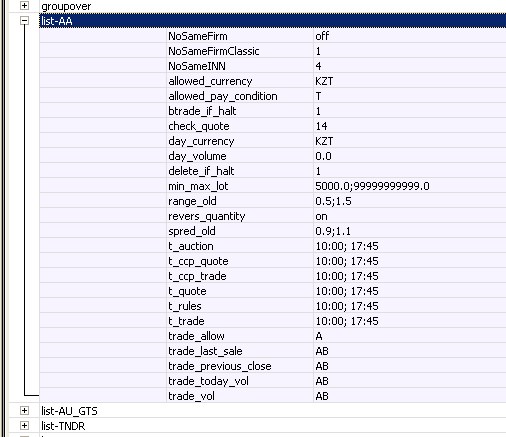 groupover
list-AA
NoSameFirm off
NoSameFirmClassic 1
NoSameINN 4
allowed_currency KZT
allowed_pay_condition T
btrade_if_halt 1
check_quote 14
day_currency KZT
day_volume 0.0
delete_if_halt 1
min_max_lot 5000.0;99999999999.0
range_old 0.5;1.5
revers_quantity on
spred_old 0.9;1.1
t_auction 10:00; 17:45
t_ccp_quote 10:00; 17:45
t_ccp_trade 10:00; 17:45
t_quote 10:00; 17:45
t_rules 10:00; 17:45
t_trade 10:00; 17:45
trade_allow A
trade_last_sale AB
trade_previous_close AB
trade_today_vol AB
trade_vol AB
list-AU_GTS
list-TNDR